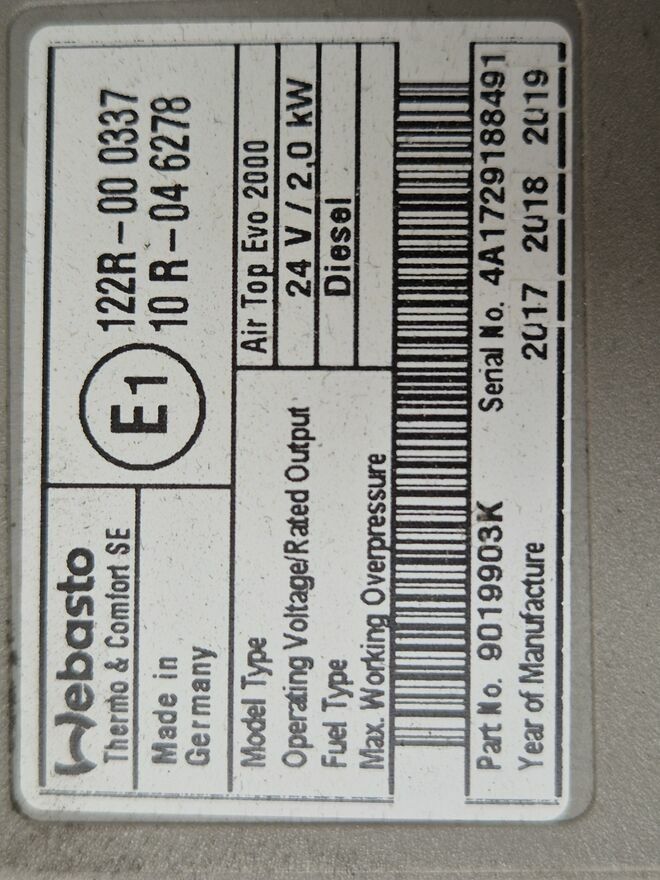 Webasto
Thermo & Comfort SE
Made in
Germany
E1
122R-00 0337
10 R-04 6278
Model Type Air Top Evo 2000
Operating Voltage/Rated Output 24 V / 2,0 kW
Fuel Type Diesel
Max. Working Overpressure
Part No. 9019903K Serial No. 4A1729188491
Year of Manufacture 2017 2018 2019